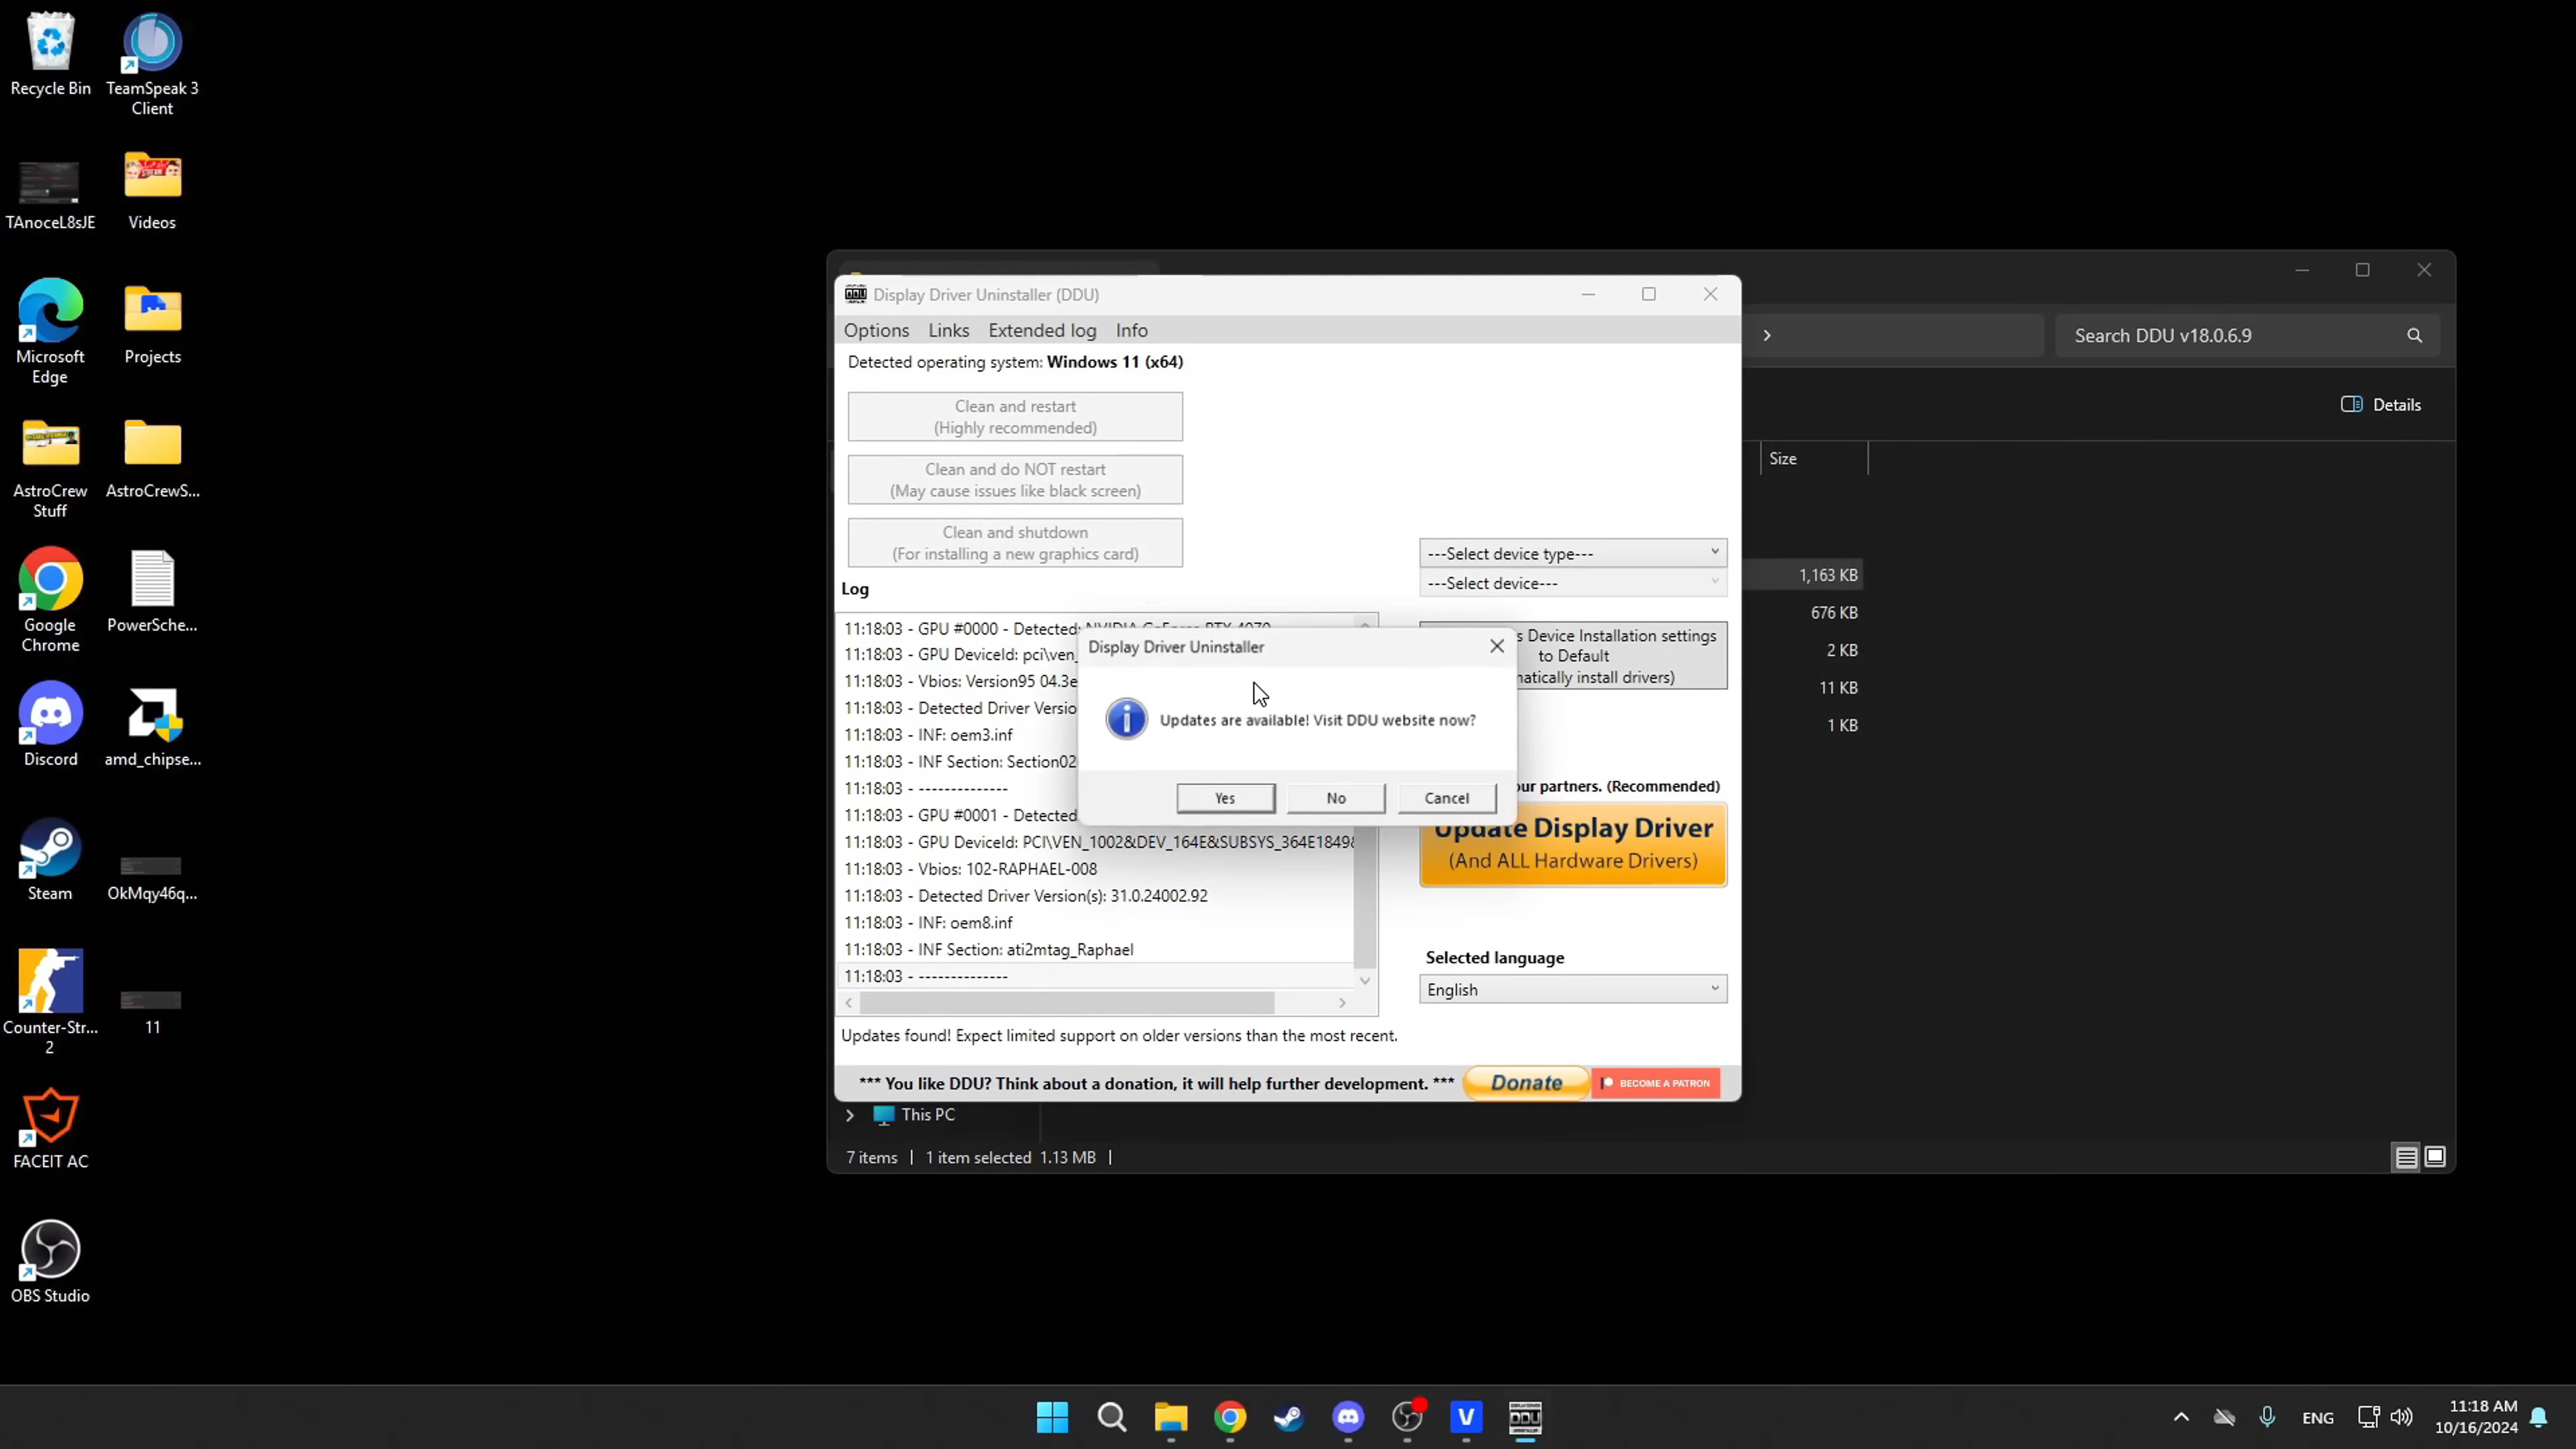 Recycle Bin
TeamSpeak 3
Client
TAnoceL8sJE
Videos
Microsoft
Edge
Projects
AstroCrew
Stuff
AstroCrewS...
Google
Chrome
PowerSche...
Discord
amd_chipse...
Steam
OkMqy46q...
Counter-Str...
2
11
FACEIT AC
OBS Studio
Display Driver Uninstaller (DDU)
Options Links Extended log Info
Detected operating system: Windows 11 (x64)
Clean and restart
(Highly recommended)
Clean and do NOT restart
(May cause issues like black screen)
Clean and shutdown
(For installing a new graphics card)
---Select device type---
---Select device---
Log
11:18:03 - GPU #0000 - Detected: NVIDIA GeForce RTX 4070
11:18:03 - GPU DeviceId: pci\ven_
11:18:03 - Vbios: Version95 04.3e
11:18:03 - Detected Driver Versio
11:18:03 - INF: oem3.inf
11:18:03 - INF Section: Section02
11:18:03 - --------------
11:18:03 - GPU #0001 - Detected:
11:18:03 - GPU DeviceId: PCI\VEN_1002&DEV_164E&SUBSYS_364E1849&
11:18:03 - Vbios: 102-RAPHAEL-008
11:18:03 - Detected Driver Version(s): 31.0.24002.92
11:18:03 - INF: oem8.inf
11:18:03 - INF Section: ati2mtag_Raphael
11:18:03 - --------------
s Device Installation settings
to Default
matically install drivers)
Display Driver Uninstaller
Updates are available! Visit DDU website now?
Yes No Cancel
our partners. (Recommended)
Update Display Driver
(And ALL Hardware Drivers)
Selected language
English
Updates found! Expect limited support on older versions than the most recent.
*** You like DDU? Think about a donation, it will help further development. ***
Donate
BECOME A PATRON
Search DDU v18.0.6.9
Details
Size
1,163 KB
676 KB
2 KB
11 KB
1 KB
This PC
7 items 1 item selected 1.13 MB
DDU
ENG
11:18 AM
10/16/2024